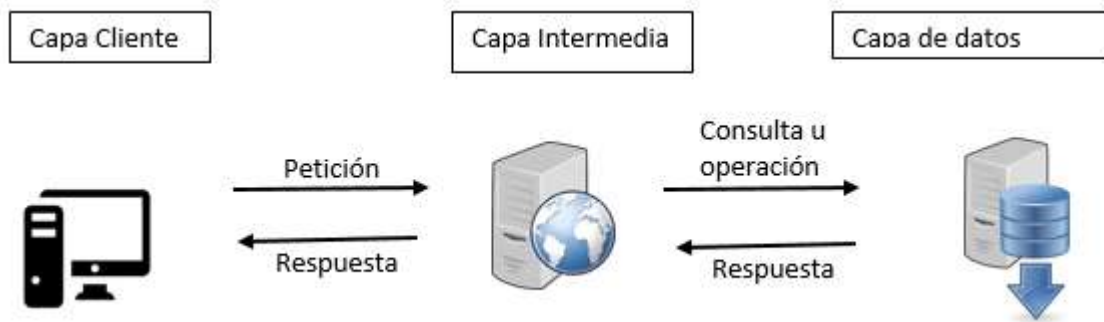 Capa Cliente
Capa Intermedia
Capa de datos
Petición
Respuesta
Consulta u
operación
Respuesta